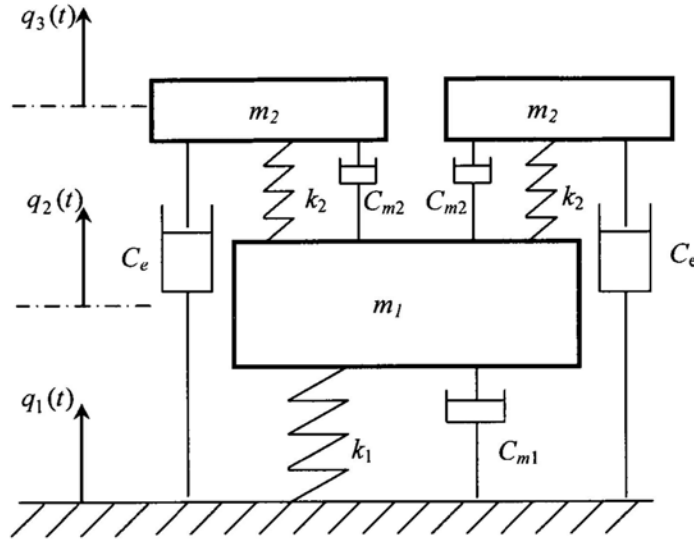 q3(t)
m2 m2
k2 Cm2 Cm2 k2
q2(t)
Ce Ce
m1
q1(t)
k1 Cm1